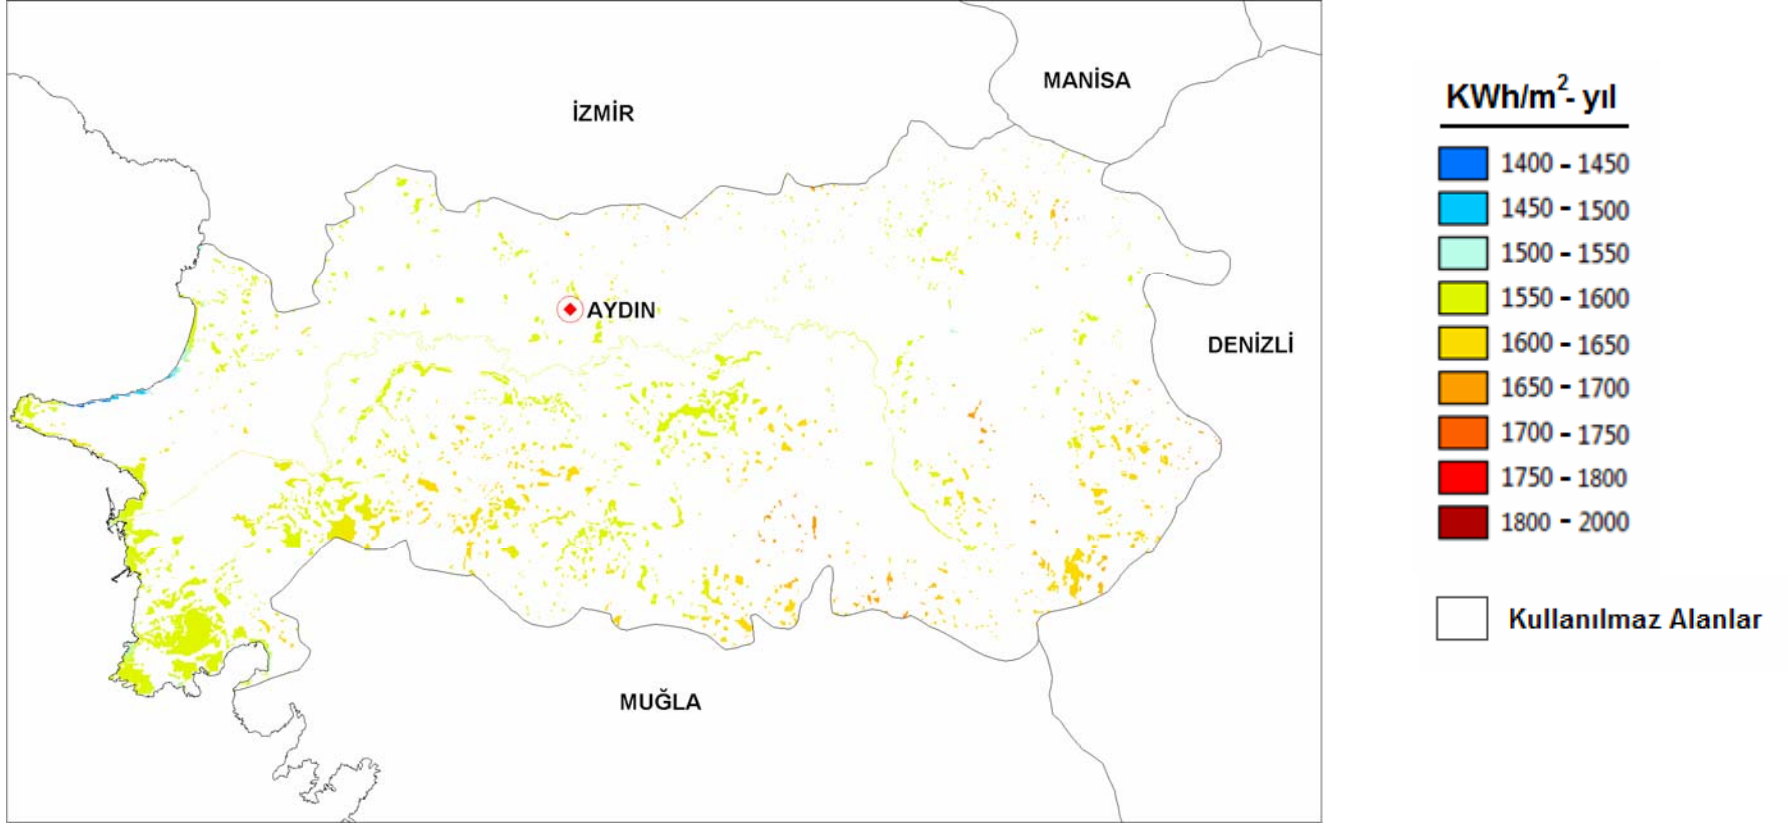 MANİSA
İZMİR
AYDIN
DENİZLİ
MUĞLA
KWh/m²- yıl
1400 - 1450
1450 - 1500
1500 - 1550
1550 - 1600
1600 - 1650
1650 - 1700
1700 - 1750
1750 - 1800
1800 - 2000
Kullanılmaz Alanlar